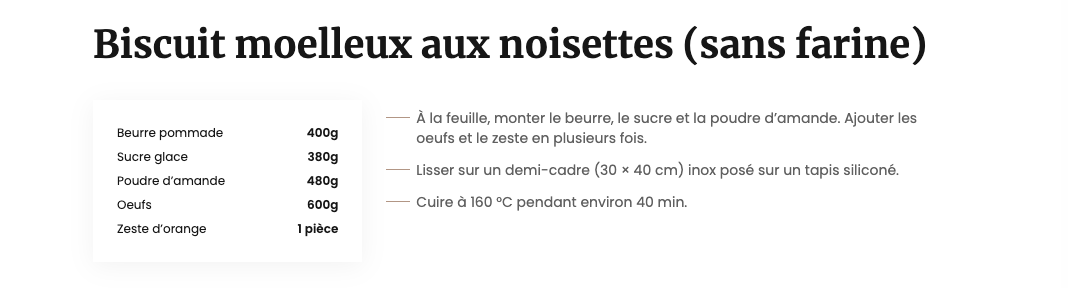 Biscuit moelleux aux noisettes (sans farine)
Beurre pommade 400g
Sucre glace 380g
Poudre d’amande 480g
Oeufs 600g
Zeste d’orange 1 pièce
À la feuille, monter le beurre, le sucre et la poudre d’amande. Ajouter les
oeufs et le zeste en plusieurs fois.
Lisser sur un demi-cadre (30 × 40 cm) inox posé sur un tapis siliconé.
Cuire à 160 °C pendant environ 40 min.